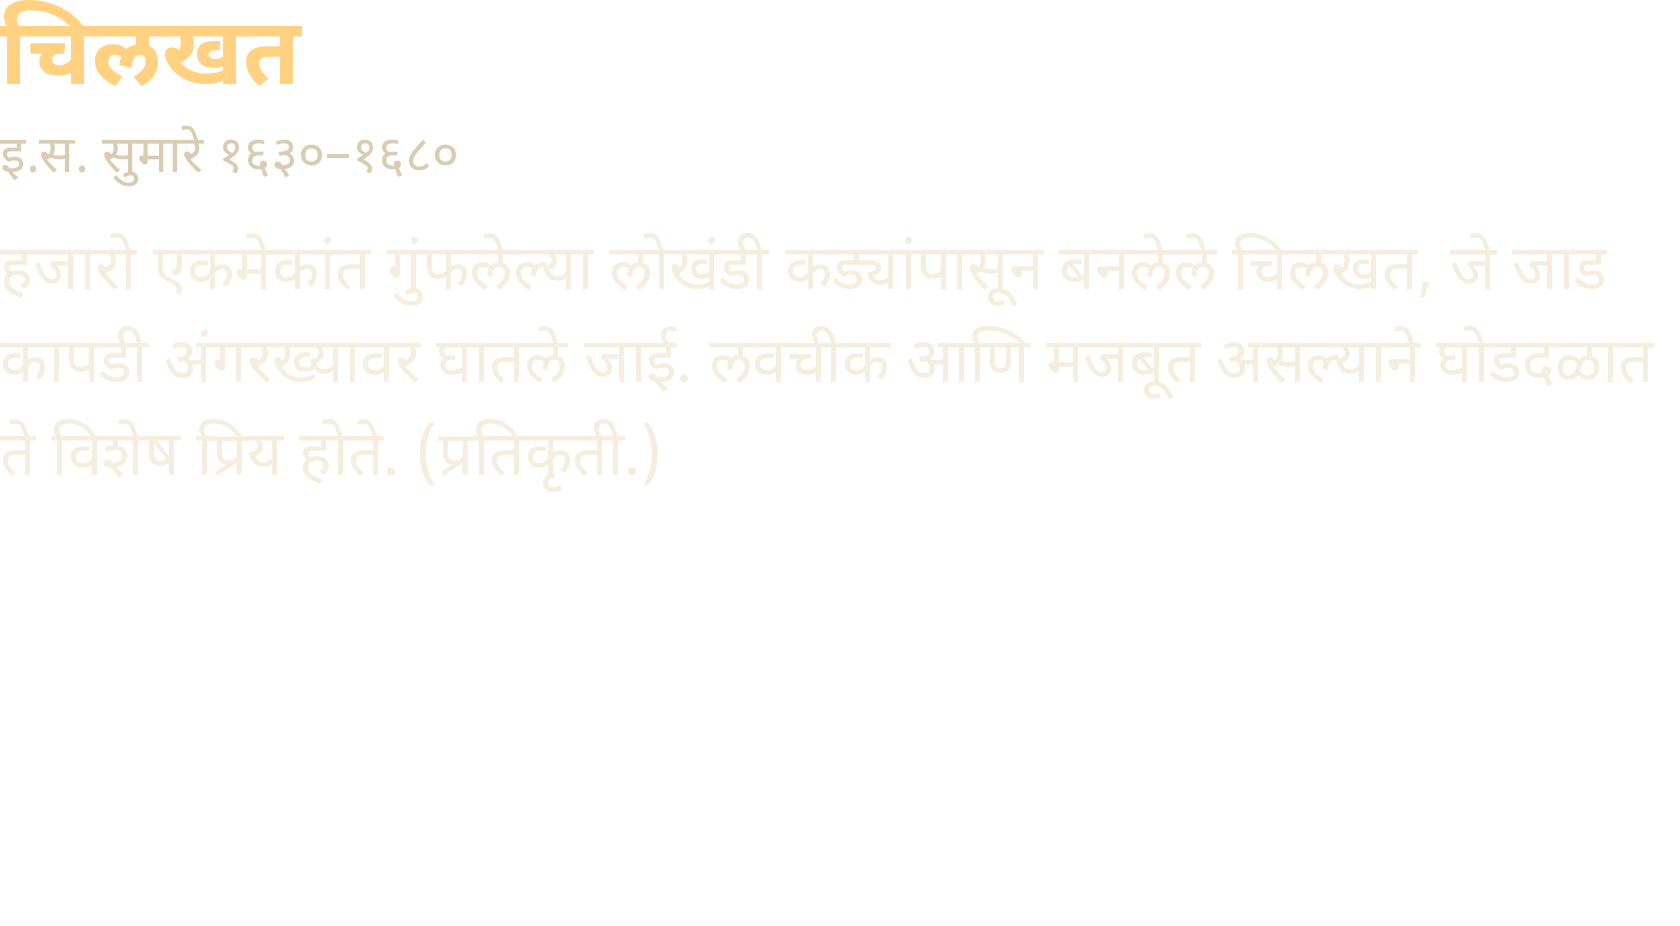 चिलखत
इ.स. सुमारे १६३०–१६८०
हजारो एकमेकांत गुंफलेल्या लोखंडी कड्यांपासून बनलेले चिलखत, जे जाड
कापडी अंगरख्यावर घातले जाई. लवचीक आणि मजबूत असल्याने घोडदळात
ते विशेष प्रिय होते. (प्रतिकृती.)